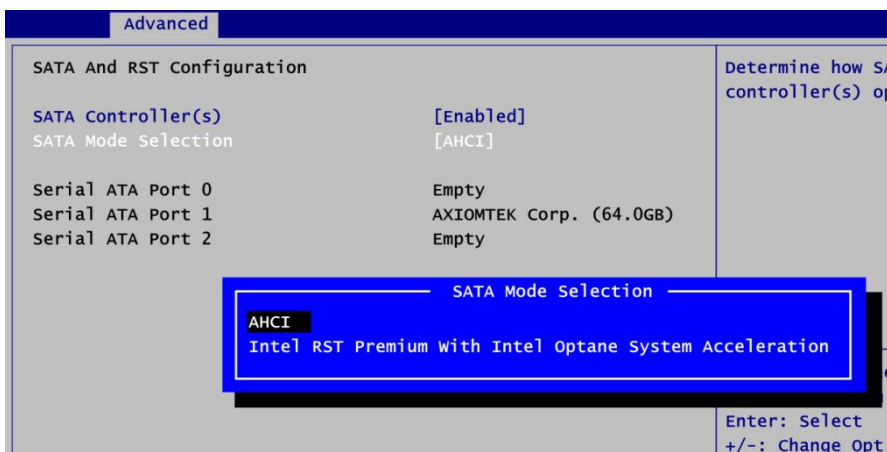 Advanced
SATA And RST Configuration
SATA Controller(s) [Enabled]
SATA Mode Selection [AHCI]
Serial ATA Port 0 Empty
Serial ATA Port 1 AXIOMTEK Corp. (64.0GB)
Serial ATA Port 2 Empty
Determine how
controller(s)
SATA Mode Selection
AHCI
Intel RST Premium With Intel Optane System Acceleration
Enter: Select
+/-: Change Opt